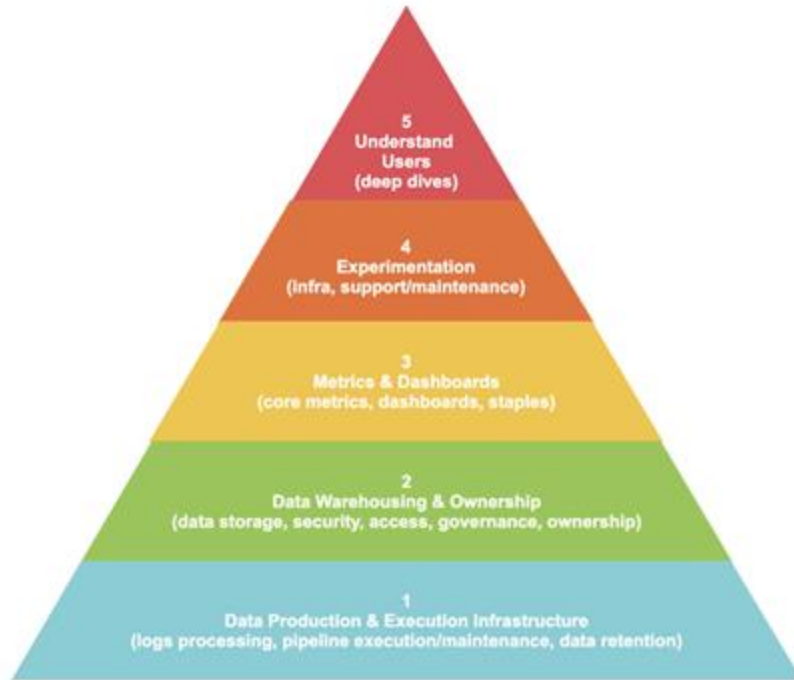 5
Understand
Users
(deep dives)
4
Experimentation
(infra, support/maintenance)
3
Metrics & Dashboards
(core metrics, dashboards, staples)
2
Data Warehousing & Ownership
(data storage, security, access, governance, ownership)
1
Data Production & Execution Infrastructure
(logs processing, pipeline execution/maintenance, data retention)